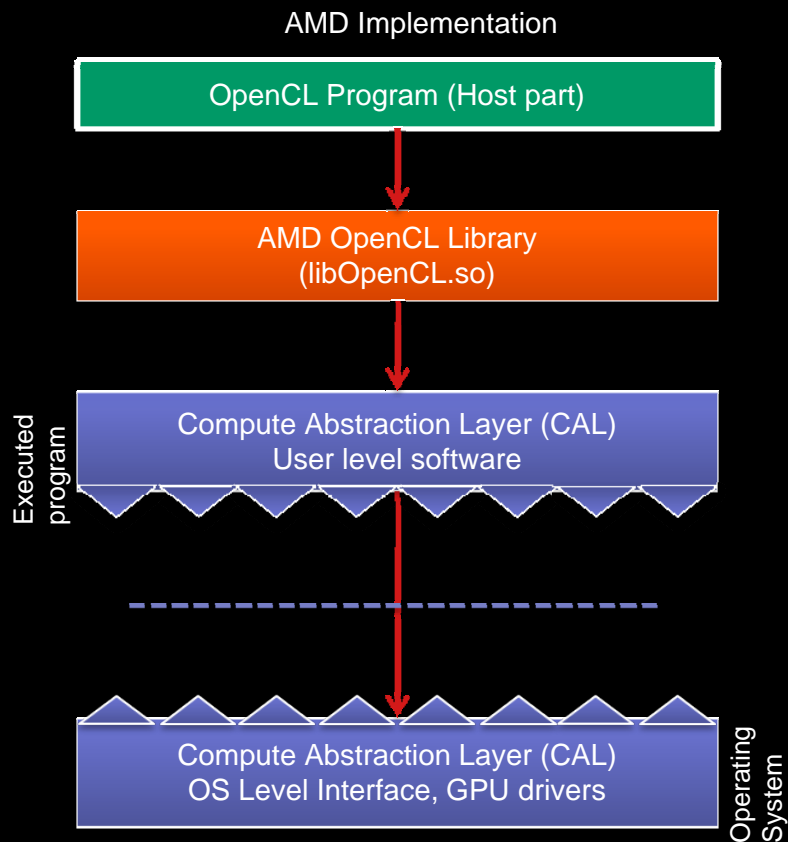 AMD Implementation
OpenCL Program (Host part)
AMD OpenCL Library
(libOpenCL.so)
Compute Abstraction Layer (CAL)
User level software
Executed
program
Compute Abstraction Layer (CAL)
OS Level Interface, GPU drivers
Operating
System